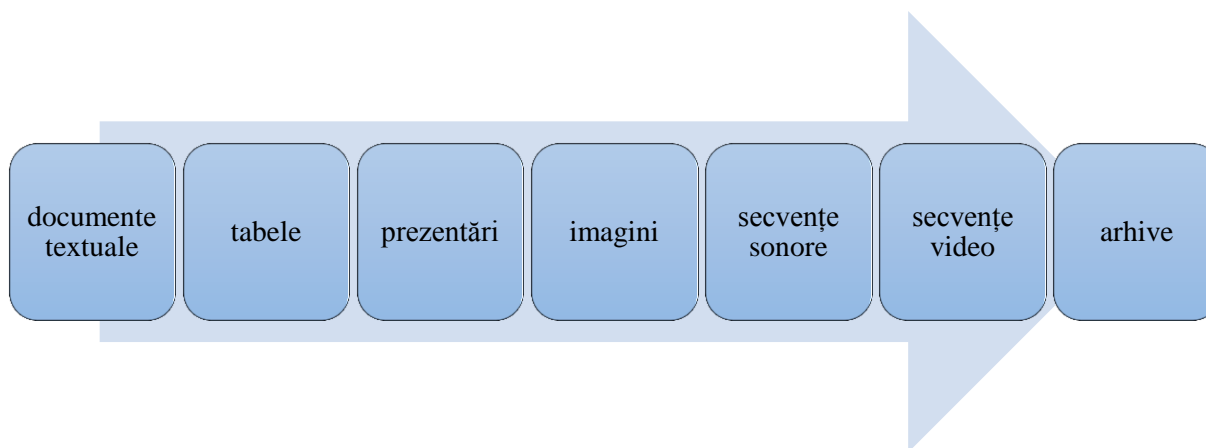 documente
textuale
tabele
prezentări
imagini
secvențe
sonore
secvențe
video
arhive